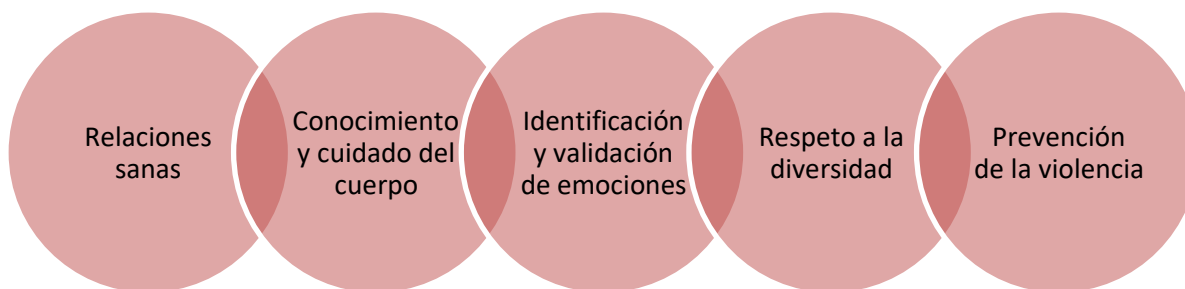 Relaciones
sanas
Conocimiento
y cuidado del
cuerpo
Identificación
y validación
de emociones
Respeto a la
diversidad
Prevención
de la violencia